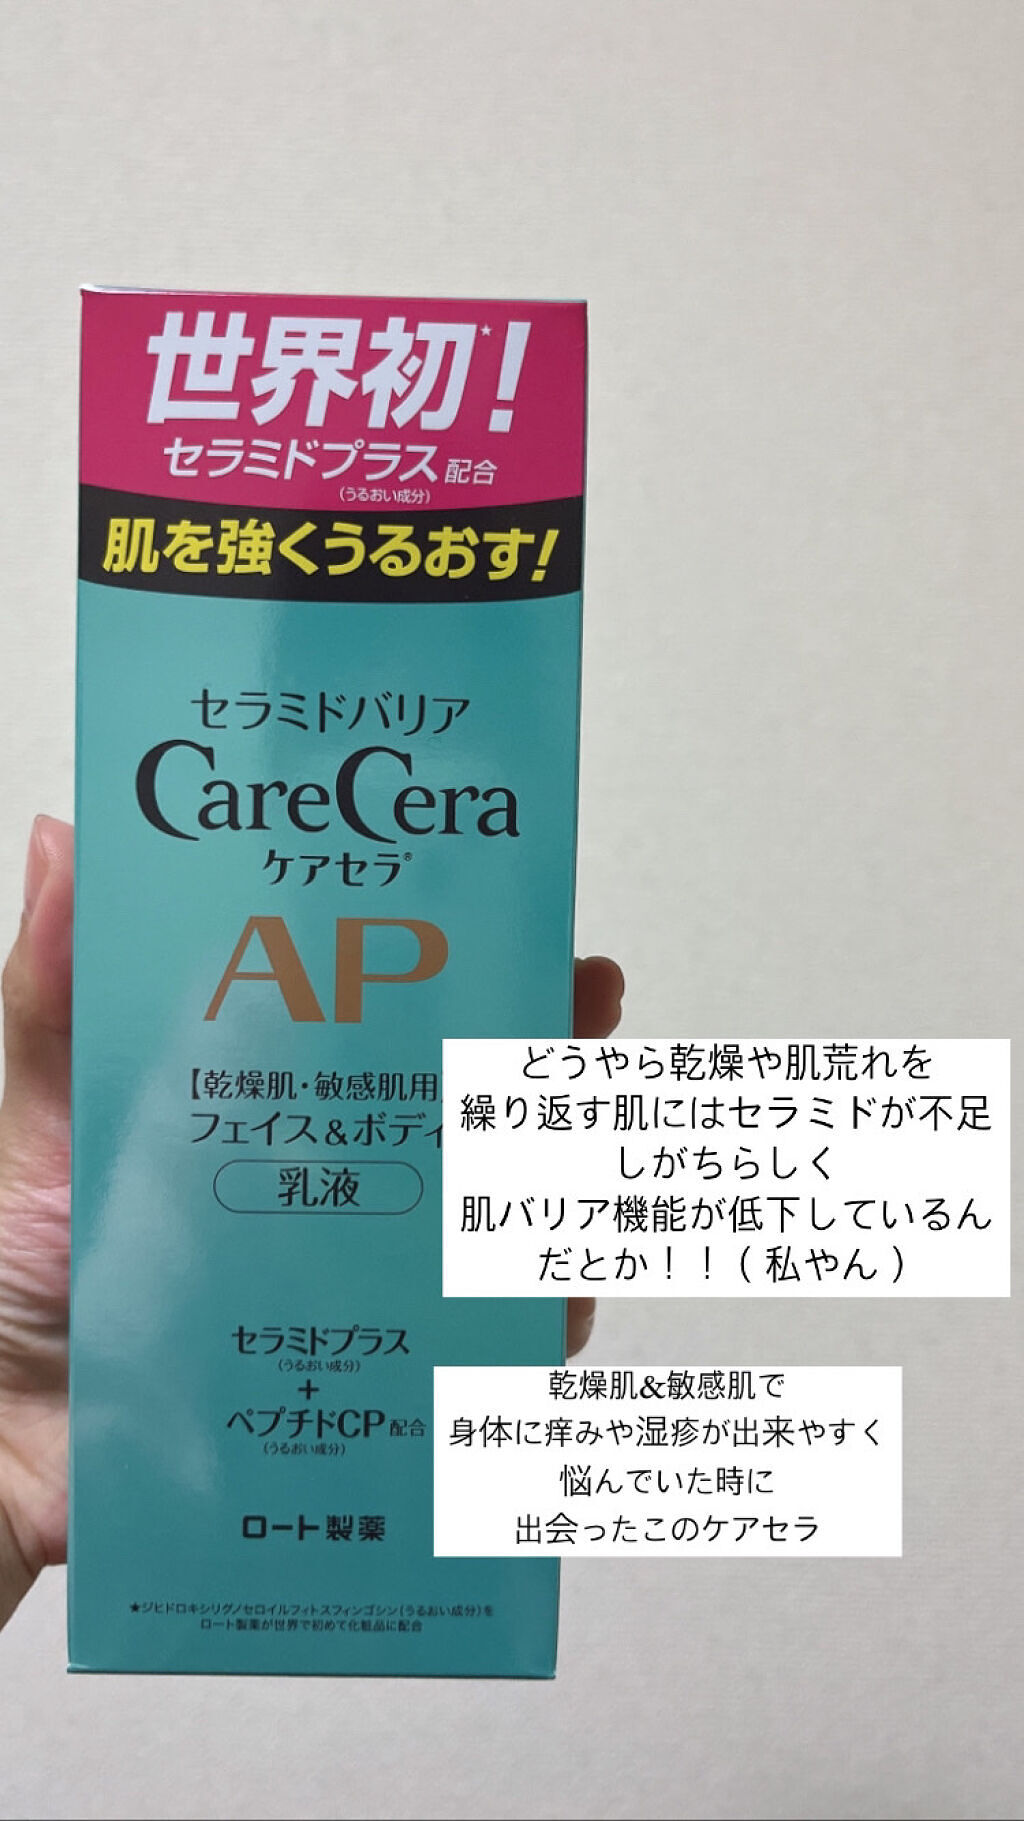 世界初★！
セラミドプラス配合
（うるおい成分）
肌を強くうるおす！
セラミドバリア
CareCera
ケアセラ®
AP
【乾燥肌・敏感肌用
フェイス＆ボディ
乳液
どうやら乾燥や肌荒れを
繰り返す肌にはセラミドが不足
しがちらしく
肌バリア機能が低下しているん
だとか！！（私やん）
セラミドプラス
（うるおい成分）
＋
ペプチドCP配合
（うるおい成分）
乾燥肌&敏感肌で
身体に痒みや湿疹が出来やすく
悩んでいた時に
出会ったこのケアセラ
ロート製薬
★ジヒドロキシリグノセロイルフィトスフィンゴシン（うるおい成分）を
ロート製薬が世界で初めて化粧品に配合